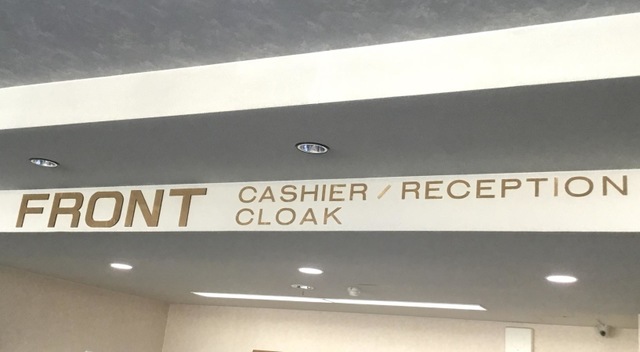 FRONT
CASHIER / RECEPTION
CLOAK